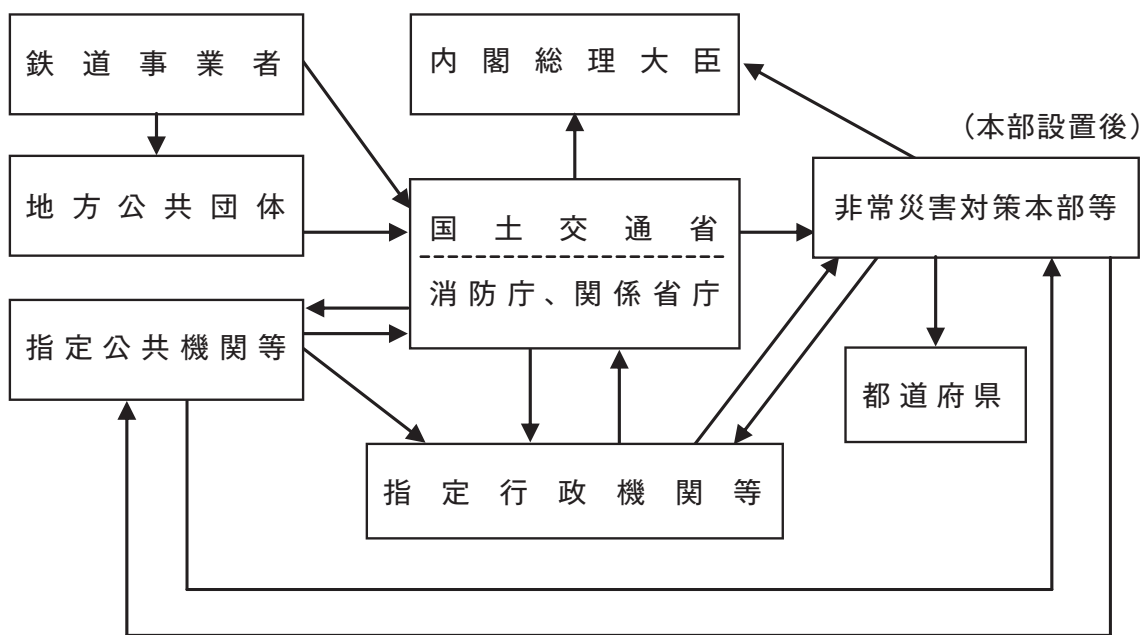 鉄道事業者
内閣総理大臣
(本部設置後)
地方公共団体
国土交通省
消防庁、関係省庁
非常災害対策本部等
指定公共機関等
都道府県
指定行政機関等